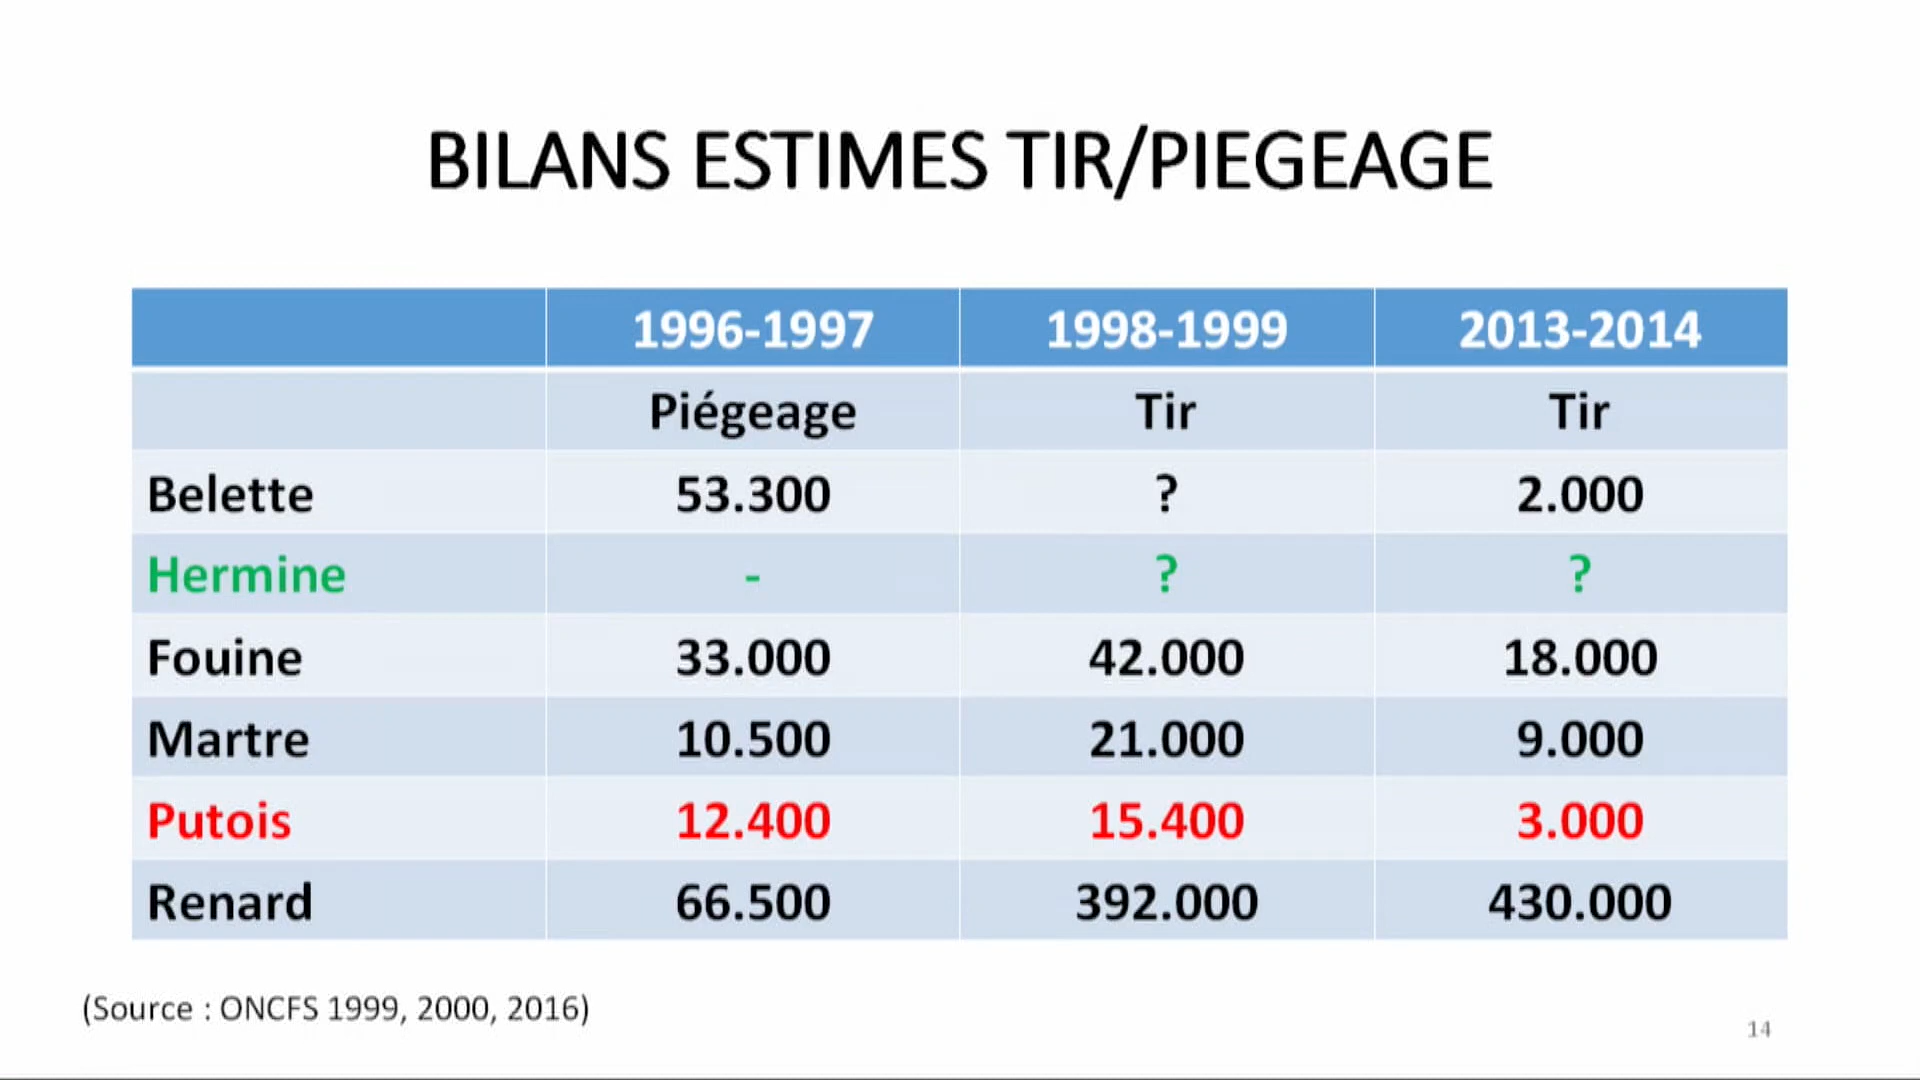 BILANS ESTIMES TIR/PIEGEAGE
1996-1997 1998-1999 2013-2014
Piégeage Tir Tir
Belette 53.300 ? 2.000
Hermine - ? ?
Fouine 33.000 42.000 18.000
Martre 10.500 21.000 9.000
Putois 12.400 15.400 3.000
Renard 66.500 392.000 430.000
(Source : ONCFS 1999, 2000, 2016)
14